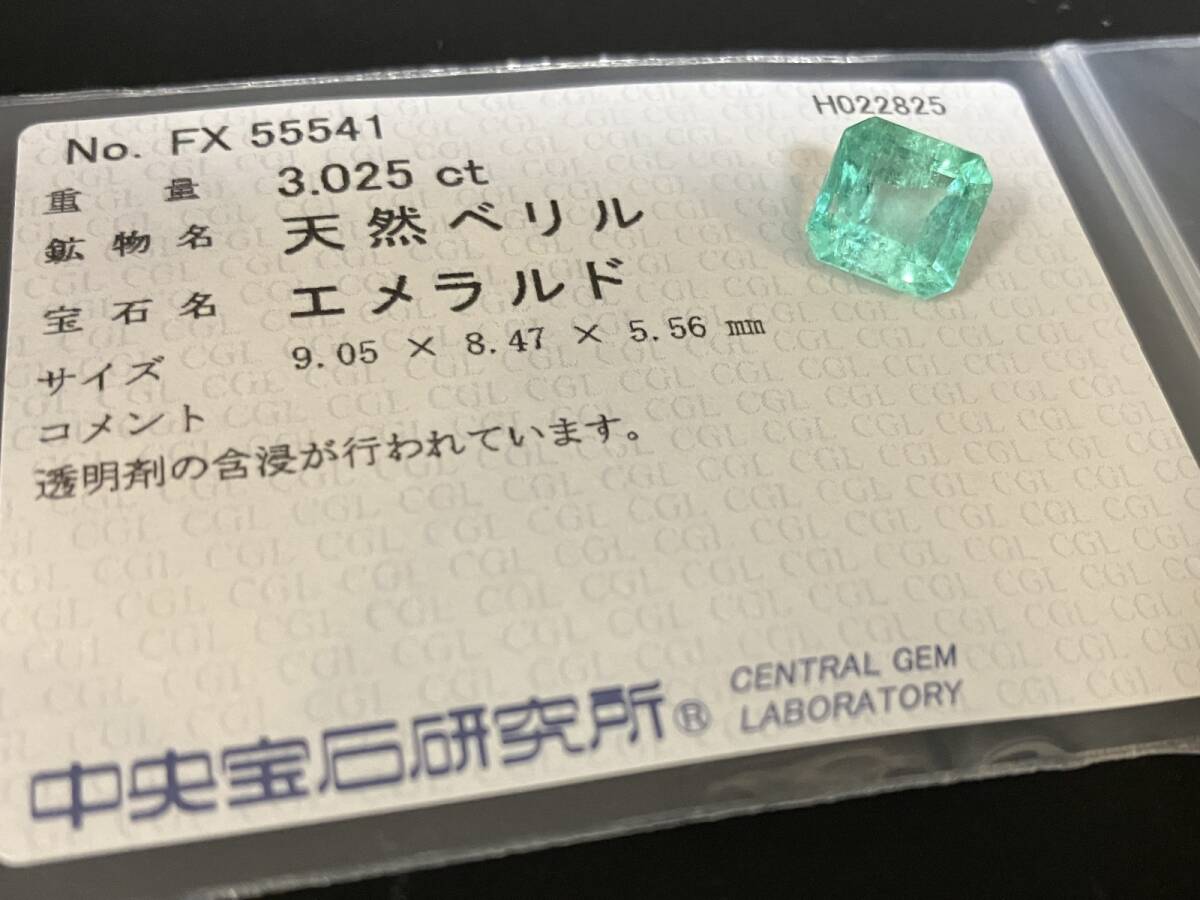 H022825
No. FX 55541
重量 3.025 ct
鉱物名 天然ベリル
宝石名 エメラルド
サイズ 9.05 × 8.47 × 5.56 mm
コメント
透明剤の含浸が行われています。
中央宝石研究所® CENTRAL GEM
LABORATORY